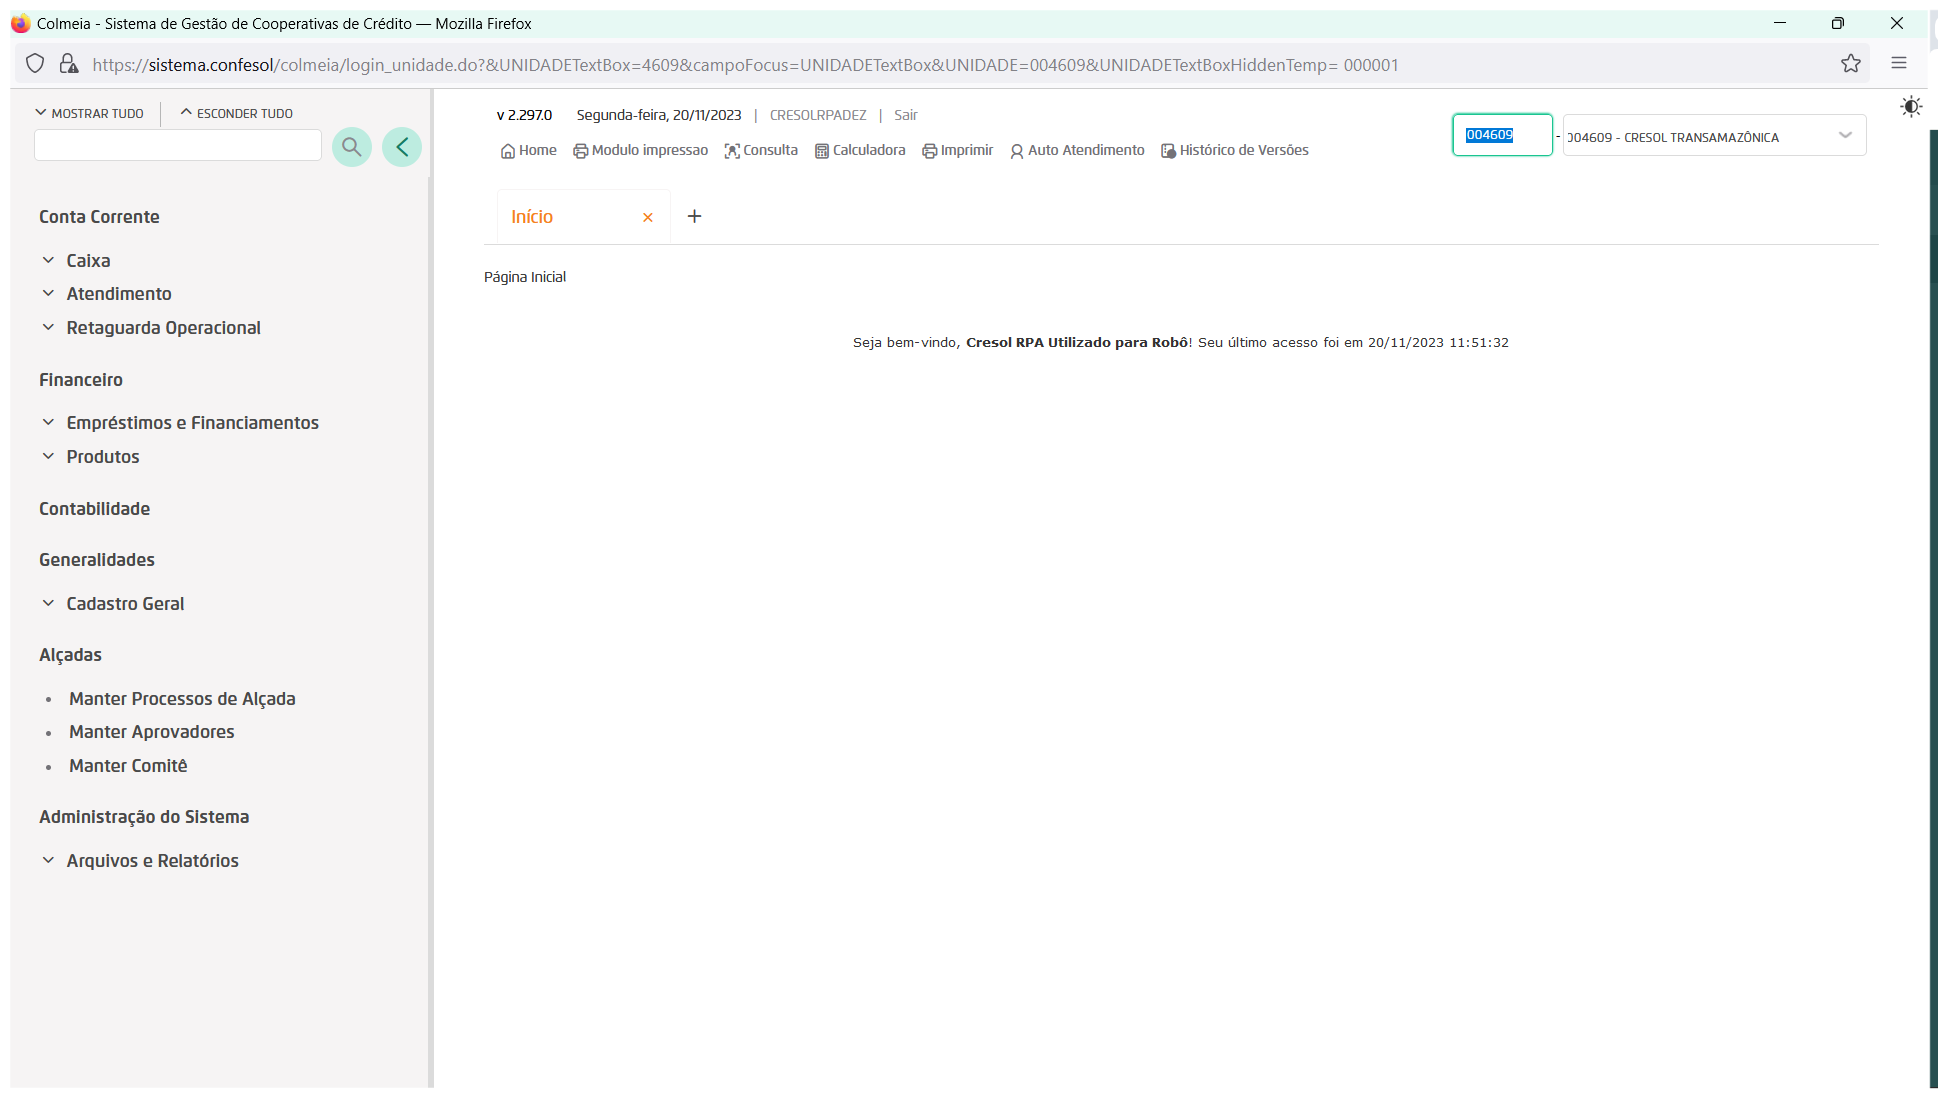 Colmeia - Sistema de Gestão de Cooperativas de Crédito — Mozilla Firefox
https://sistema.confesol/colmeia/login_unidade.do?&UNIDADETextBox=4609&campoFocus=UNIDADETextBox&UNIDADE=004609&UNIDADETextBoxHiddenTemp= 000001
MOSTRAR TUDO ESCONDER TUDO
v 2.297.0 Segunda-feira, 20/11/2023 | CRESOLRPADEZ | Sair
Home Modulo impressao Consulta Calculadora Imprimir Auto Atendimento Histórico de Versões
004609 - 004609 - CRESOL TRANSAMAZÔNICA
Início × +
Página Inicial
Seja bem-vindo, Cresol RPA Utilizado para Robô! Seu último acesso foi em 20/11/2023 11:51:32
Conta Corrente
Caixa
Atendimento
Retaguarda Operacional
Financeiro
Empréstimos e Financiamentos
Produtos
Contabilidade
Generalidades
Cadastro Geral
Alçadas
• Manter Processos de Alçada
• Manter Aprovadores
• Manter Comitê
Administração do Sistema
Arquivos e Relatórios